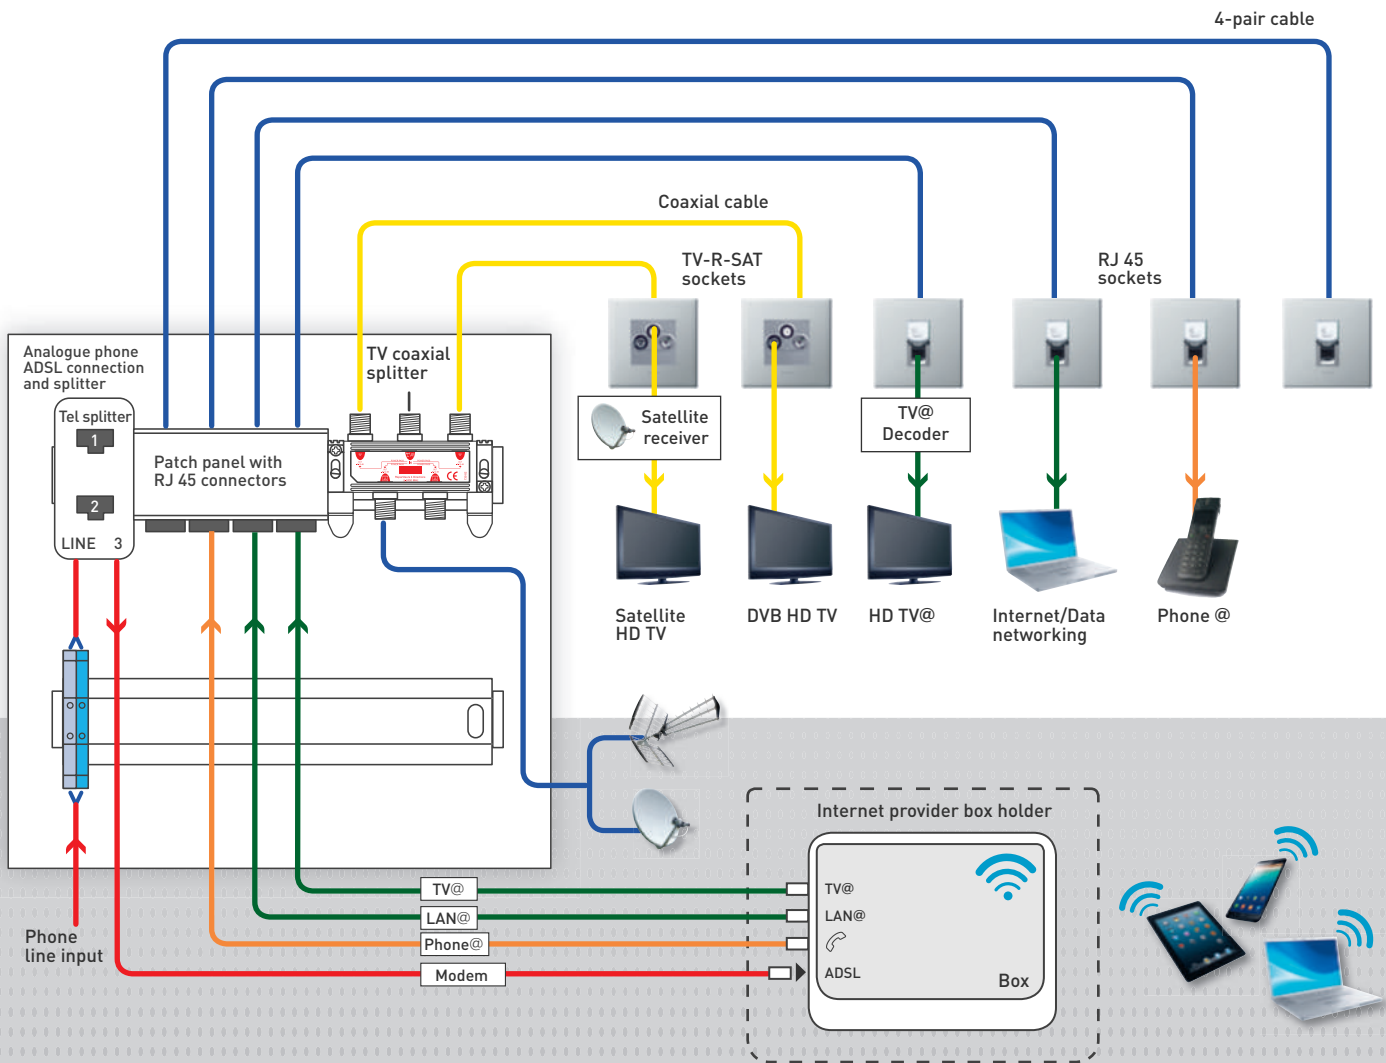 4-pair cable
Coaxial cable
TV-R-SAT
sockets
RJ 45
sockets
Analogue phone
ADSL connection
and splitter
TV coaxial
splitter
Tel splitter
1
2
LINE 3
Patch panel with
RJ 45 connectors
CE
Satellite
receiver
TV@
Decoder
Satellite
HD TV
DVB HD TV
HD TV@
Internet/Data
networking
Phone @
Internet provider box holder
TV@
LAN@
Phone@
Modem
TV@
LAN@
ADSL
Box
Phone
line input